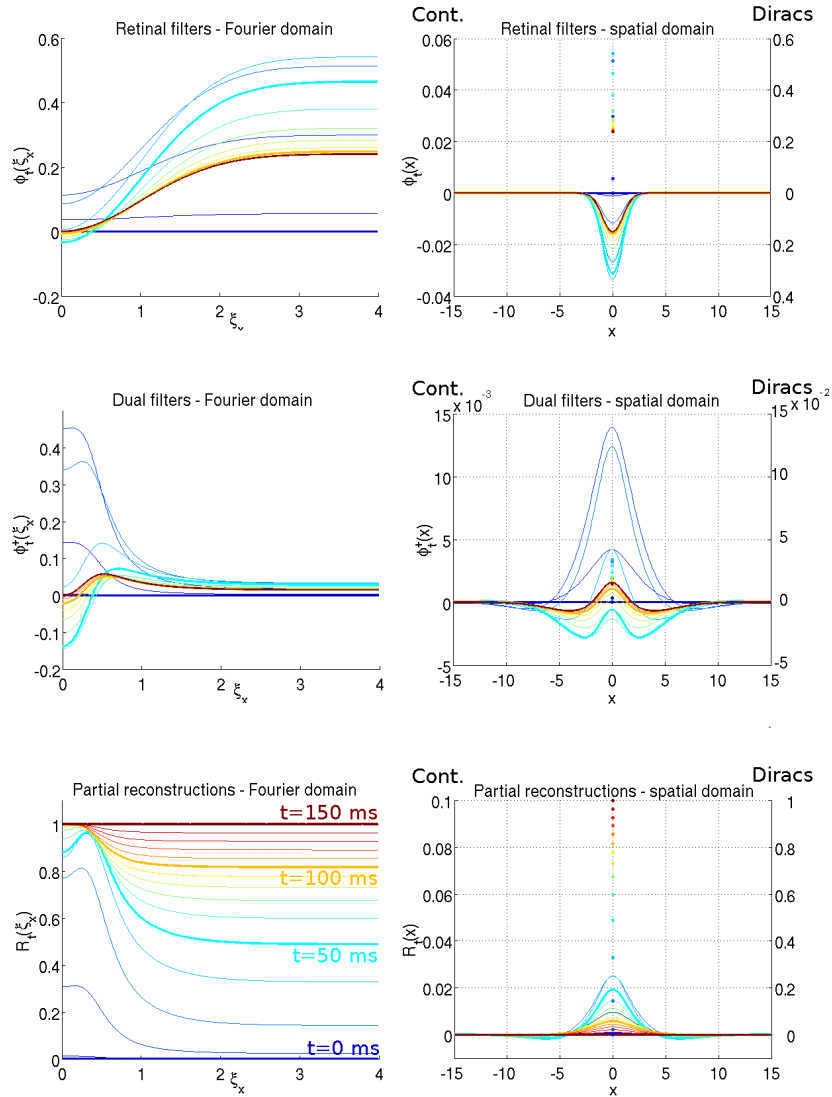 Cont.
Diracs
Retinal filters - Fourier domain
Retinal filters - spatial domain
0.6
0.4
0.2
0
-0.2
ϕt(ξx)
0
1
2
3
4
ξx
0.06
0.04
0.02
0
-0.02
-0.04
ϕt(x)
0.6
0.4
0.2
0
0.2
0.4
-15
-10
-5
0
5
10
15
x
Cont.
Diracs
Dual filters - Fourier domain
Dual filters - spatial domain
x 10-3
15 x 10-2
0.4
0.3
0.2
0.1
0
-0.1
-0.2
ϕt+(ξx)
0
1
2
3
4
ξx
15
10
5
0
-5
ϕt+(x)
10
5
0
-5
-15
-10
-5
0
5
10
15
x
Cont.
Diracs
Partial reconstructions - Fourier domain
Partial reconstructions - spatial domain
1
0.8
0.6
0.4
0.2
0
Rt(ξx)
t=150 ms
t=100 ms
t=50 ms
t=0 ms
0
1
2
3
4
ξx
0.1
0.08
0.06
0.04
0.02
0
Rt(x)
1
0.8
0.6
0.4
0.2
0
-15
-10
-5
0
5
10
15
x